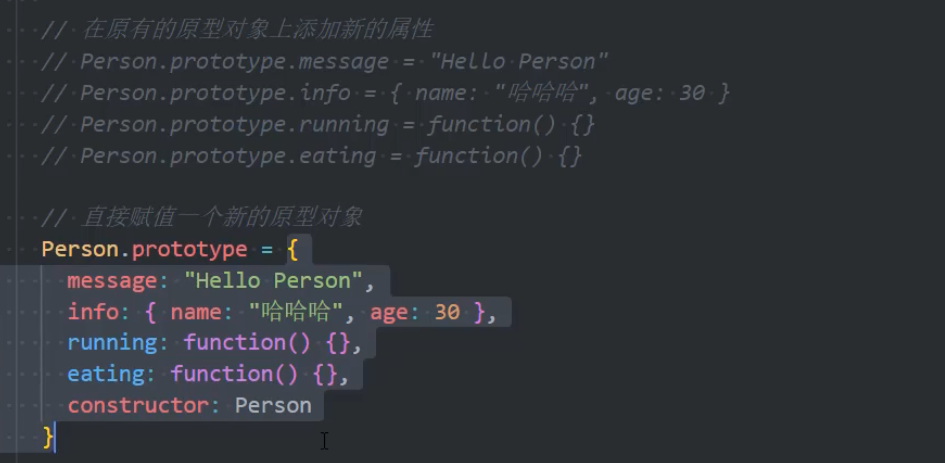 // 在原有的原型对象上添加新的属性
// Person.prototype.message = "Hello Person"
// Person.prototype.info = { name: "哈哈哈", age: 30 }
// Person.prototype.running = function() {}
// Person.prototype.eating = function() {}
// 直接赋值一个新的原型对象
Person.prototype = {
message: "Hello Person",
info: { name: "哈哈哈", age: 30 },
running: function() {},
eating: function() {},
constructor: Person
}